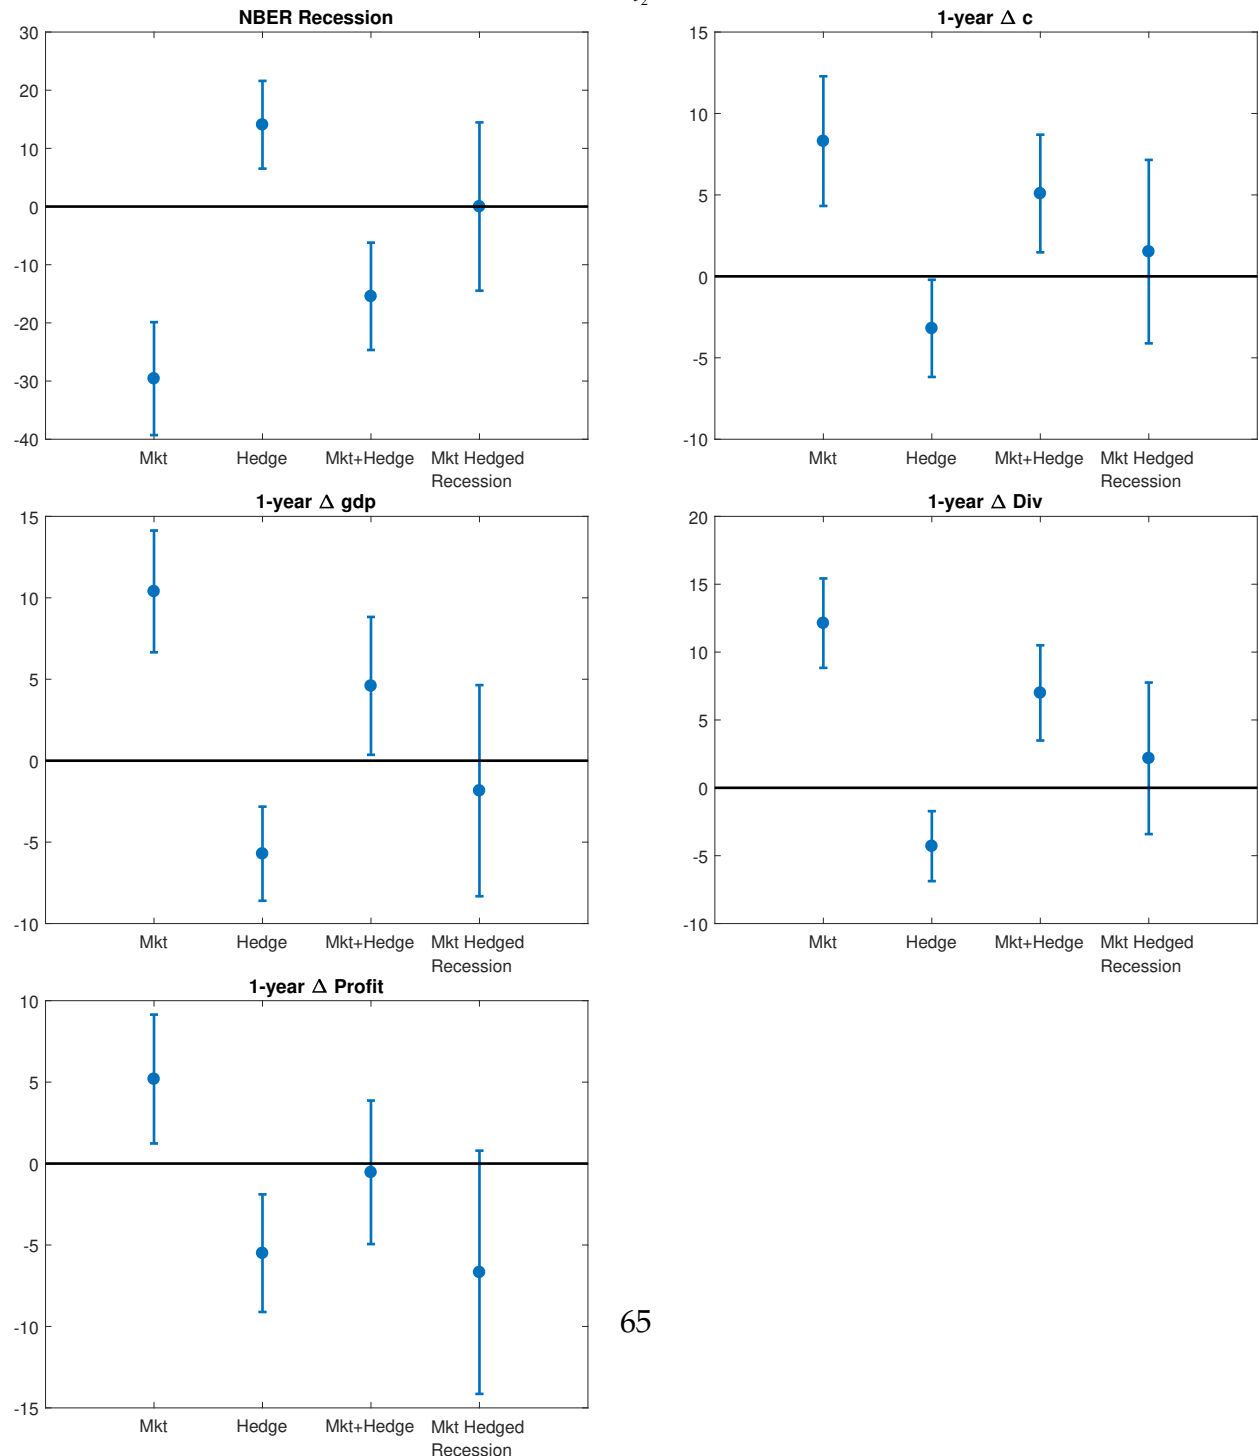 2
NBER Recession
30
20
10
0
-10
-20
-30
-40
Mkt Hedge Mkt+Hedge Mkt Hedged
Recession
1-year Δ c
15
10
5
0
-5
-10
Mkt Hedge Mkt+Hedge Mkt Hedged
Recession
1-year Δ gdp
15
10
5
0
-5
-10
Mkt Hedge Mkt+Hedge Mkt Hedged
Recession
1-year Δ Div
20
15
10
5
0
-5
-10
Mkt Hedge Mkt+Hedge Mkt Hedged
Recession
1-year Δ Profit
10
5
0
-5
-10
-15
Mkt Hedge Mkt+Hedge Mkt Hedged
Recession
65